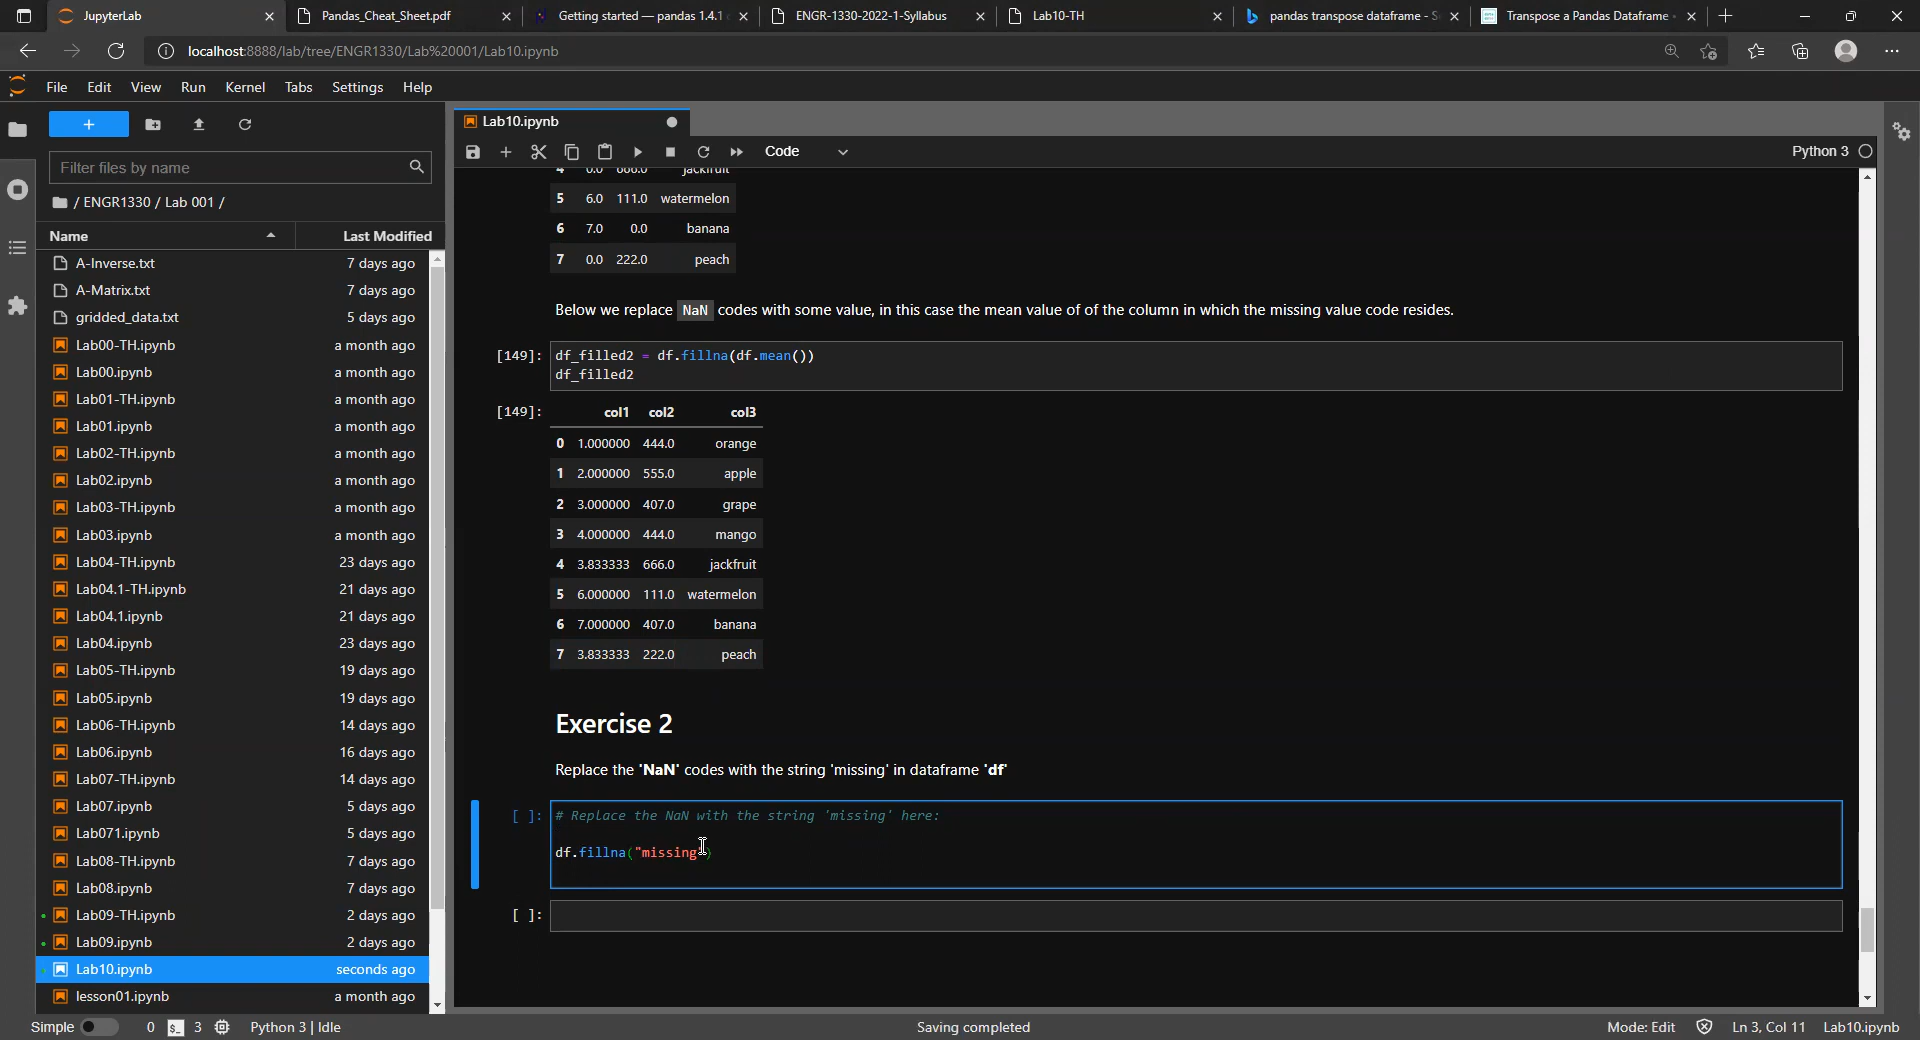 JupyterLab
Pandas_Cheat_Sheet.pdf
Getting started — pandas 1.4.1
ENGR-1330-2022-1-Syllabus
Lab10-TH
pandas transpose dataframe - S
Transpose a Pandas Dataframe
localhost:8888/lab/tree/ENGR1330/Lab%20001/Lab10.ipynb
File Edit View Run Kernel Tabs Settings Help
+
Filter files by name
/ ENGR1330 / Lab 001 /
Name Last Modified
A-Inverse.txt 7 days ago
A-Matrix.txt 7 days ago
gridded_data.txt 5 days ago
Lab00-TH.ipynb a month ago
Lab00.ipynb a month ago
Lab01-TH.ipynb a month ago
Lab01.ipynb a month ago
Lab02-TH.ipynb a month ago
Lab02.ipynb a month ago
Lab03-TH.ipynb a month ago
Lab03.ipynb a month ago
Lab04-TH.ipynb 23 days ago
Lab04.1-TH.ipynb 21 days ago
Lab04.1.ipynb 21 days ago
Lab04.ipynb 23 days ago
Lab05-TH.ipynb 19 days ago
Lab05.ipynb 19 days ago
Lab06-TH.ipynb 14 days ago
Lab06.ipynb 16 days ago
Lab07-TH.ipynb 14 days ago
Lab07.ipynb 5 days ago
Lab071.ipynb 5 days ago
Lab08-TH.ipynb 7 days ago
Lab08.ipynb 7 days ago
Lab09-TH.ipynb 2 days ago
Lab09.ipynb 2 days ago
Lab10.ipynb seconds ago
lesson01.ipynb a month ago
Lab10.ipynb
Code
Python 3
4 0.0 666.0 jackfruit
5 6.0 111.0 watermelon
6 7.0 0.0 banana
7 0.0 222.0 peach
Below we replace NaN codes with some value, in this case the mean value of of the column in which the missing value code resides.
[149]: df_filled2 = df.fillna(df.mean())
df_filled2
[149]: col1 col2 col3
0 1.000000 444.0 orange
1 2.000000 555.0 apple
2 3.000000 407.0 grape
3 4.000000 444.0 mango
4 3.833333 666.0 jackfruit
5 6.000000 111.0 watermelon
6 7.000000 407.0 banana
7 3.833333 222.0 peach
Exercise 2
Replace the 'NaN' codes with the string 'missing' in dataframe 'df'
[ ]: # Replace the NaN with the string 'missing' here:
df.fillna("missing")
[ ]:
Simple 0 3 Python 3 | Idle Saving completed Mode: Edit Ln 3, Col 11 Lab10.ipynb